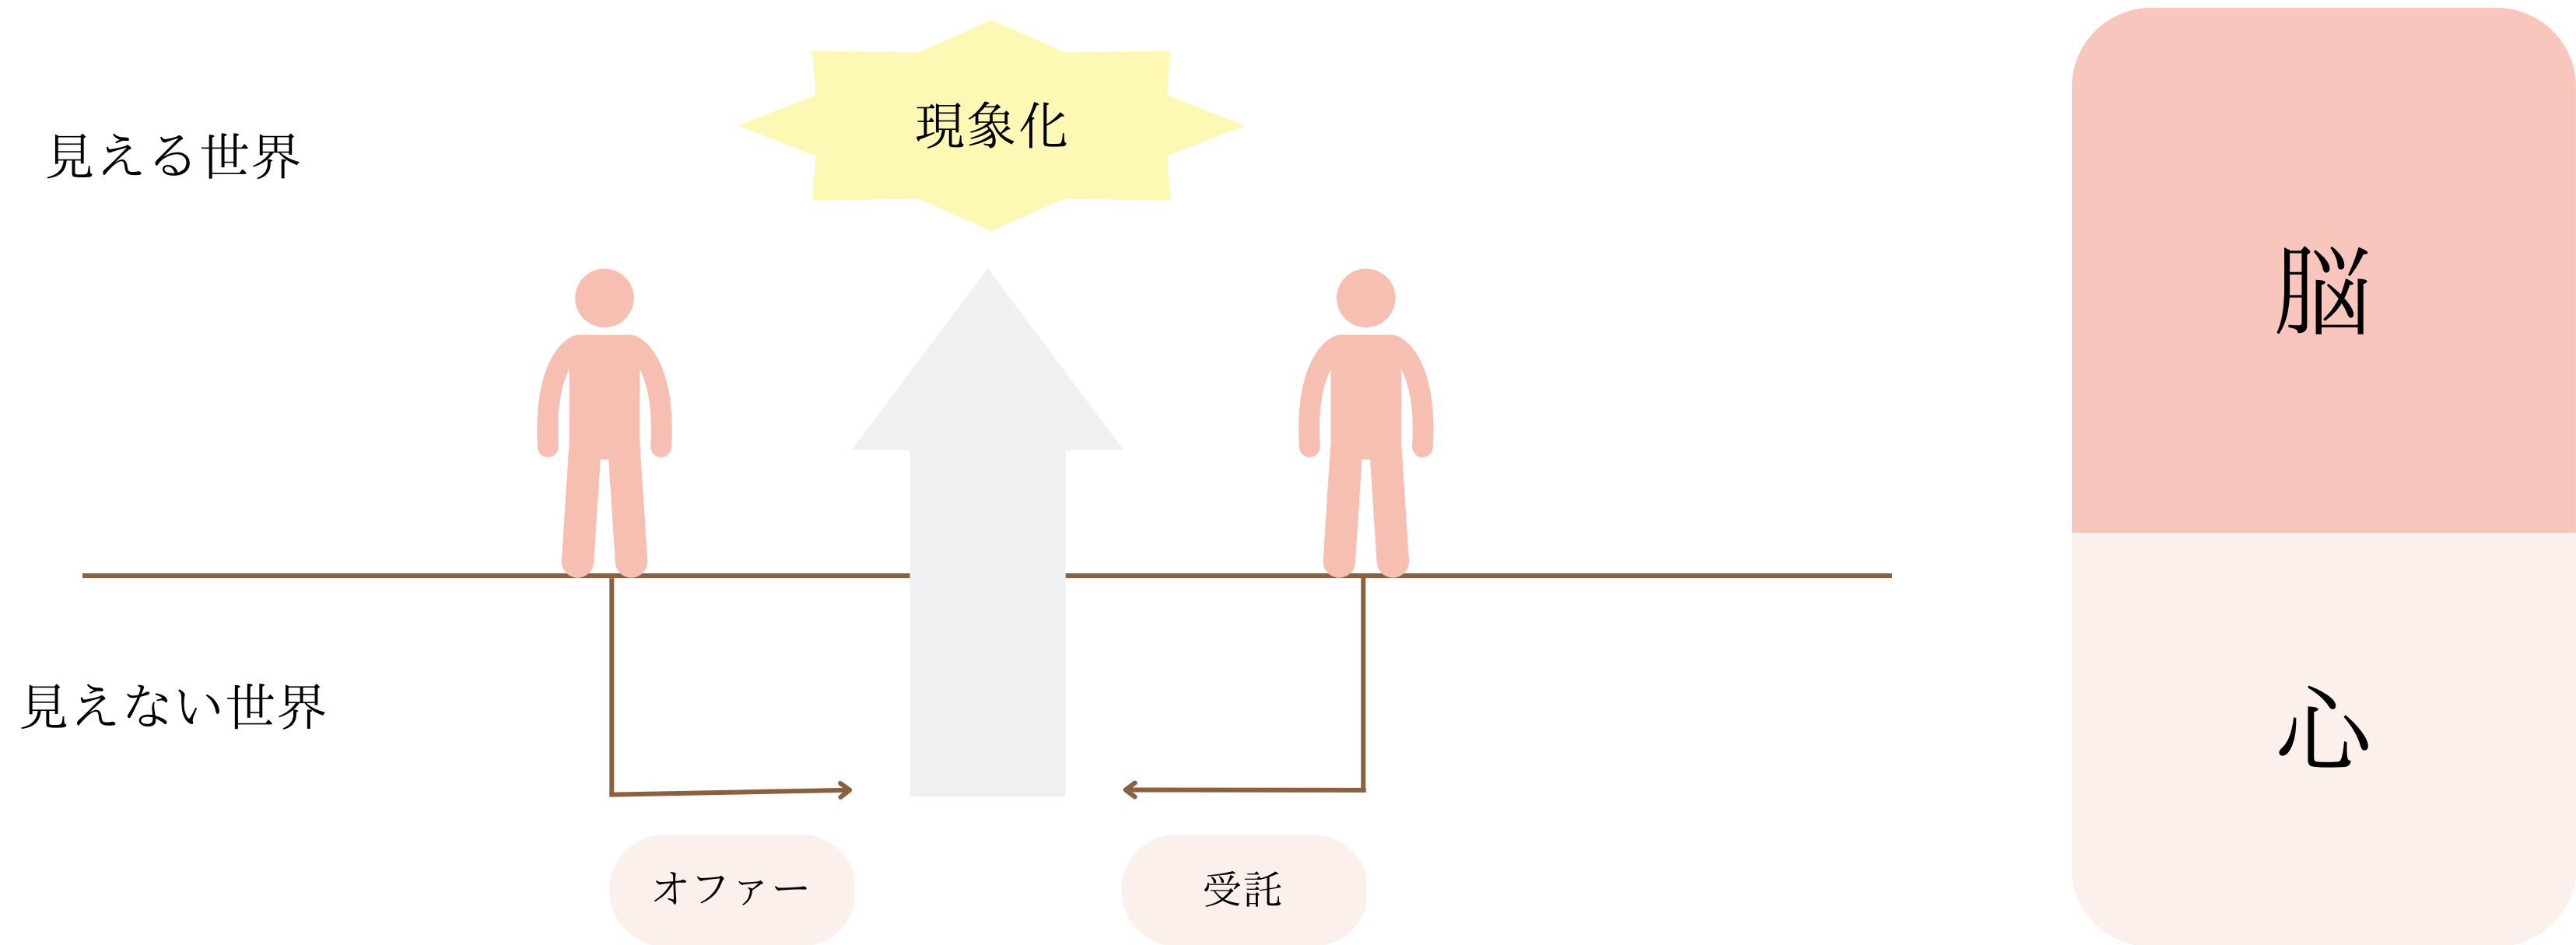 現象化
見える世界
脳
見えない世界
心
オファー
受託